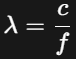 λ = c/f